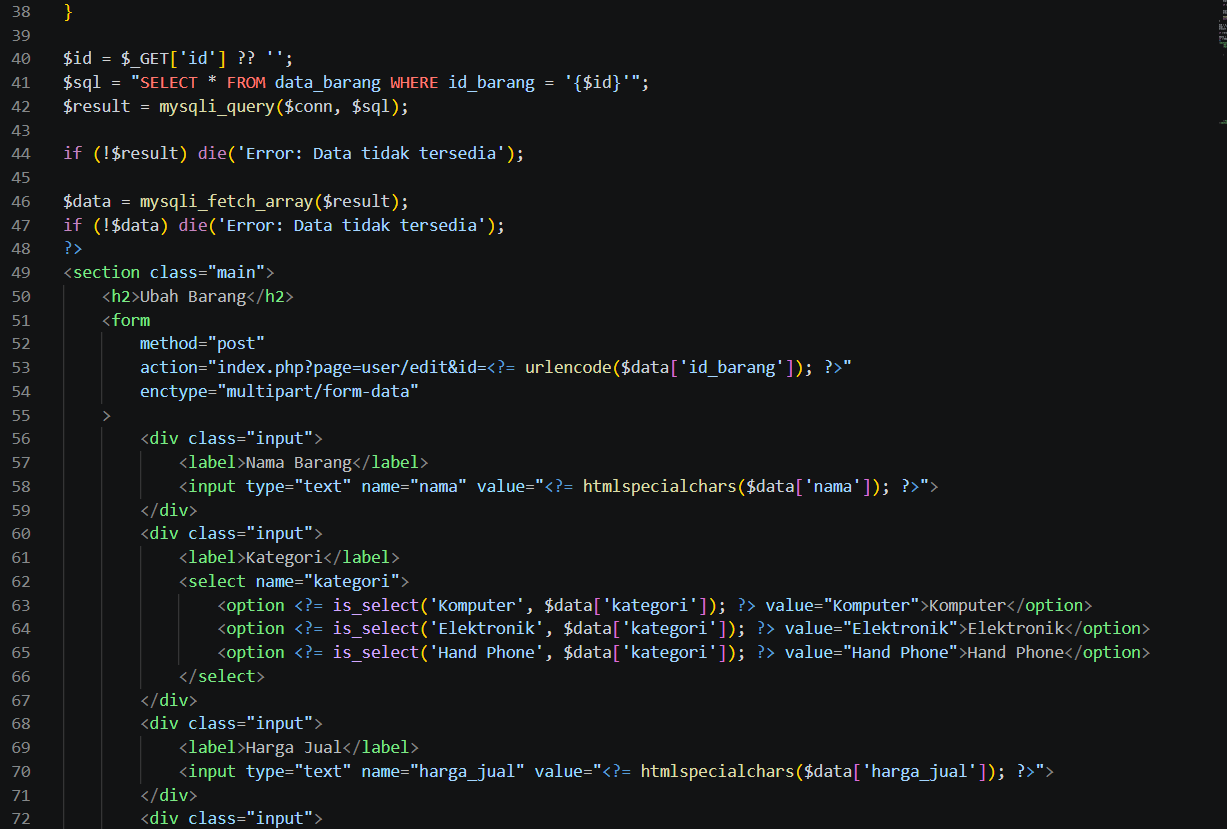 38 }
39
40 $id = $_GET['id'] ?? '';
41 $sql = "SELECT * FROM data_barang WHERE id_barang = '{$id}'";
42 $result = mysqli_query($conn, $sql);
43
44 if (!$result) die('Error: Data tidak tersedia');
45
46 $data = mysqli_fetch_array($result);
47 if (!$data) die('Error: Data tidak tersedia');
48 ?>
49 <section class="main">
50     <h2>Ubah Barang</h2>
51     <form
52         method="post"
53         action="index.php?page=user/edit&id=<?= urlencode($data['id_barang']); ?>"
54         enctype="multipart/form-data"
55     >
56         <div class="input">
57             <label>Nama Barang</label>
58             <input type="text" name="nama" value="<?= htmlspecialchars($data['nama']); ?>">
59         </div>
60         <div class="input">
61             <label>Kategori</label>
62             <select name="kategori">
63                 <option <?= is_select('Komputer', $data['kategori']); ?> value="Komputer">Komputer</option>
64                 <option <?= is_select('Elektronik', $data['kategori']); ?> value="Elektronik">Elektronik</option>
65                 <option <?= is_select('Hand Phone', $data['kategori']); ?> value="Hand Phone">Hand Phone</option>
66             </select>
67         </div>
68         <div class="input">
69             <label>Harga Jual</label>
70             <input type="text" name="harga_jual" value="<?= htmlspecialchars($data['harga_jual']); ?>">
71         </div>
72         <div class="input">